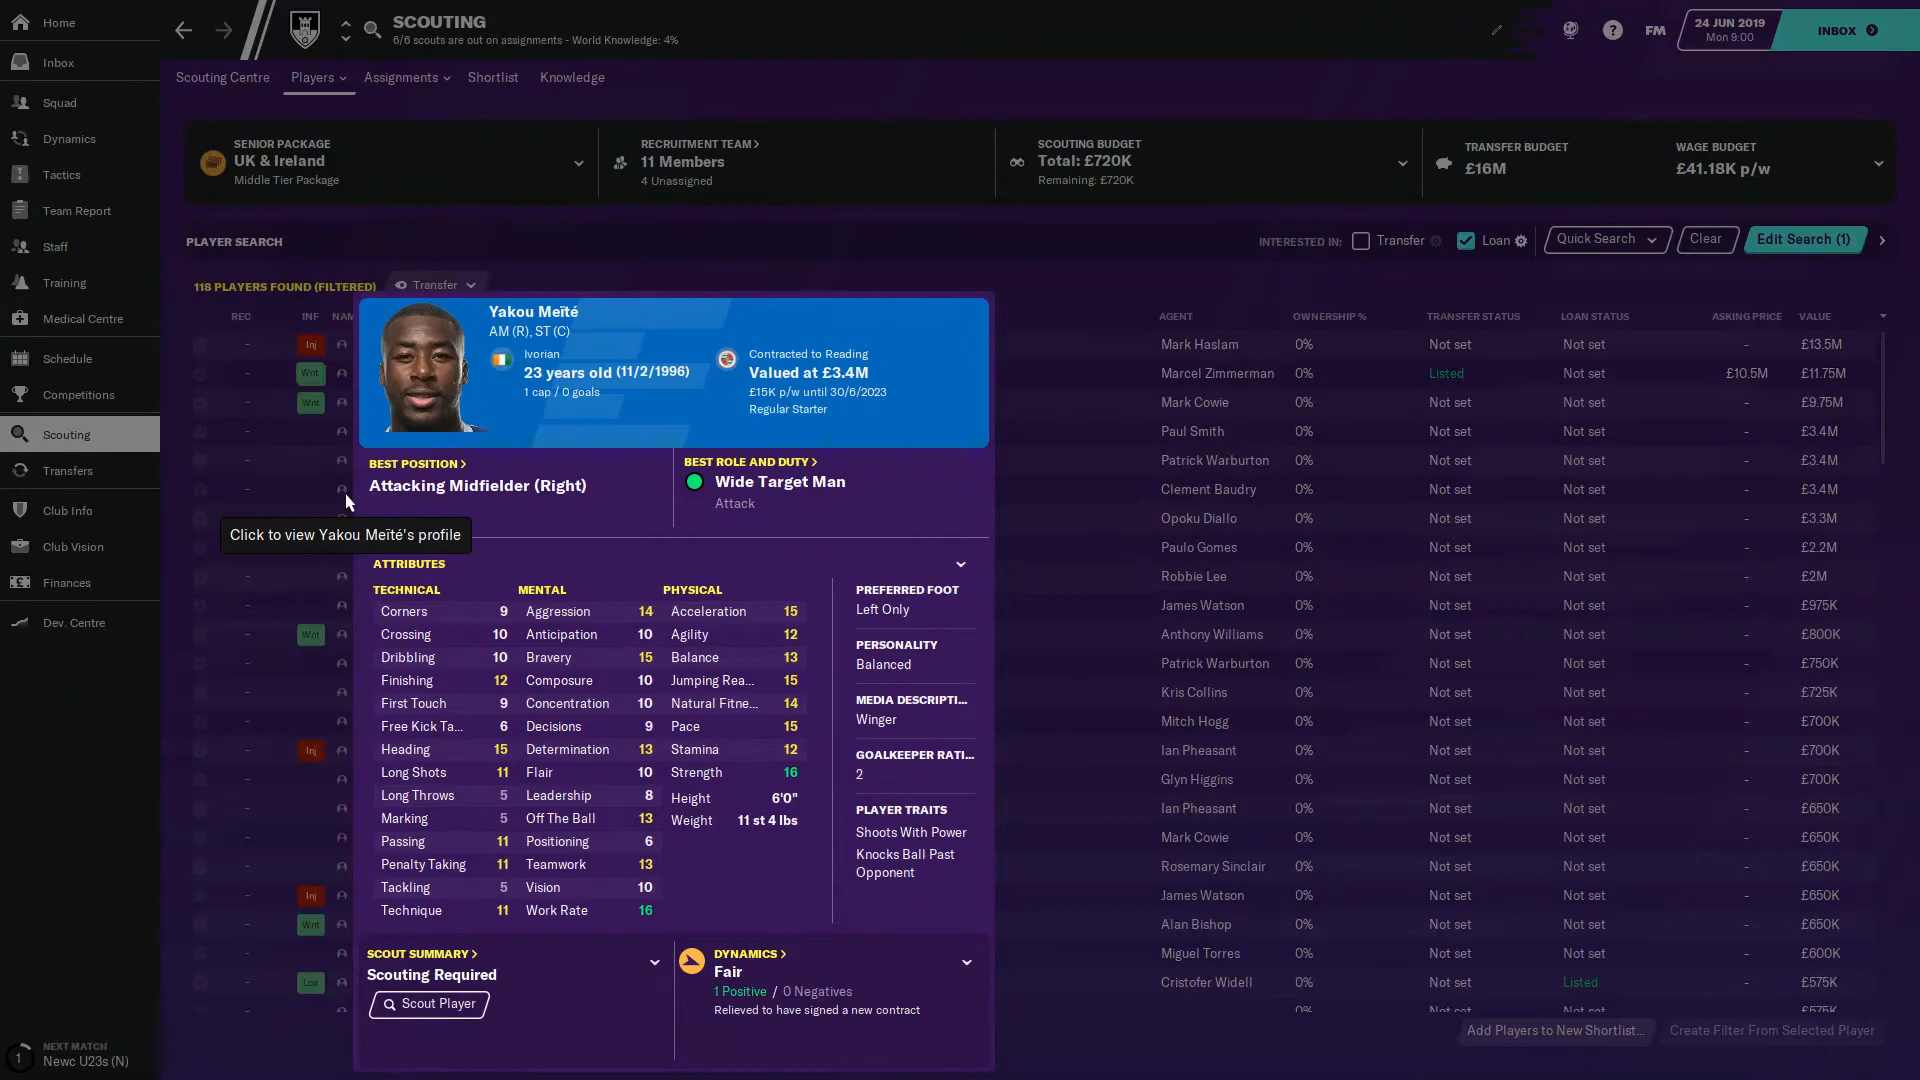 Home
Inbox
Squad
Dynamics
Tactics
Team Report
Staff
Training
Medical Centre
Schedule
Competitions
Scouting
Transfers
Club Info
Club Vision
Finances
Dev. Centre
1
NEXT MATCH
Newc U23s (N)
SCOUTING
6/6 scouts are out on assignments - World Knowledge: 4%
FM
24 JUN 2019
Mon 9:00
INBOX
Scouting Centre Players Assignments Shortlist Knowledge
SENIOR PACKAGE
UK & Ireland
Middle Tier Package
RECRUITMENT TEAM >
11 Members
4 Unassigned
SCOUTING BUDGET
Total: £720K
Remaining: £720K
TRANSFER BUDGET
£16M
WAGE BUDGET
£41.18K p/w
PLAYER SEARCH
INTERESTED IN: Transfer Loan Quick Search Clear Edit Search (1)
118 PLAYERS FOUND (FILTERED) Transfer
REC INF NAM AGENT OWNERSHIP % TRANSFER STATUS LOAN STATUS ASKING PRICE VALUE
- Inj Mark Haslam 0% Not set Not set - £13.5M
- Wnt Marcel Zimmerman 0% Listed Not set £10.5M £11.75M
- Wnt Mark Cowie 0% Not set Not set - £9.75M
- Paul Smith 0% Not set Not set - £3.4M
- Patrick Warburton 0% Not set Not set - £3.4M
- Clement Baudry 0% Not set Not set - £3.4M
- Opoku Diallo 0% Not set Not set - £3.3M
Paulo Gomes 0% Not set Not set - £2.2M
- Robbie Lee 0% Not set Not set - £2M
- James Watson 0% Not set Not set - £975K
- Wnt Anthony Williams 0% Not set Not set - £800K
- Patrick Warburton 0% Not set Not set - £750K
- Kris Collins 0% Not set Not set - £725K
- Mitch Hogg 0% Not set Not set - £700K
- Inj Ian Pheasant 0% Not set Not set - £700K
- Glyn Higgins 0% Not set Not set - £700K
- Ian Pheasant 0% Not set Not set - £650K
- Mark Cowie 0% Not set Not set - £650K
- Rosemary Sinclair 0% Not set Not set - £650K
- Inj James Watson 0% Not set Not set - £650K
- Wnt Alan Bishop 0% Not set Not set - £650K
- Miguel Torres 0% Not set Not set - £600K
- Loa Cristofer Widell 0% Not set Listed - £575K
- 0% Not set Not set - £575K
Add Players to New Shortlist... Create Filter From Selected Player
Yakou Meïté
AM (R), ST (C)
Ivorian
23 years old (11/2/1996)
1 cap / 0 goals
Contracted to Reading
Valued at £3.4M
£15K p/w until 30/6/2023
Regular Starter
BEST POSITION >
Attacking Midfielder (Right)
BEST ROLE AND DUTY >
Wide Target Man
Attack
Click to view Yakou Meïté's profile
ATTRIBUTES
TECHNICAL MENTAL PHYSICAL
Corners 9 Aggression 14 Acceleration 15
Crossing 10 Anticipation 10 Agility 12
Dribbling 10 Bravery 15 Balance 13
Finishing 12 Composure 10 Jumping Rea... 15
First Touch 9 Concentration 10 Natural Fitne... 14
Free Kick Ta... 6 Decisions 9 Pace 15
Heading 15 Determination 13 Stamina 12
Long Shots 11 Flair 10 Strength 16
Long Throws 5 Leadership 8 Height 6'0"
Marking 5 Off The Ball 13 Weight 11 st 4 lbs
Passing 11 Positioning 6
Penalty Taking 11 Teamwork 13
Tackling 5 Vision 10
Technique 11 Work Rate 16
PREFERRED FOOT
Left Only
PERSONALITY
Balanced
MEDIA DESCRIPTI...
Winger
GOALKEEPER RATI...
2
PLAYER TRAITS
Shoots With Power
Knocks Ball Past
Opponent
SCOUT SUMMARY >
Scouting Required
Scout Player
DYNAMICS >
Fair
1 Positive / 0 Negatives
Relieved to have signed a new contract